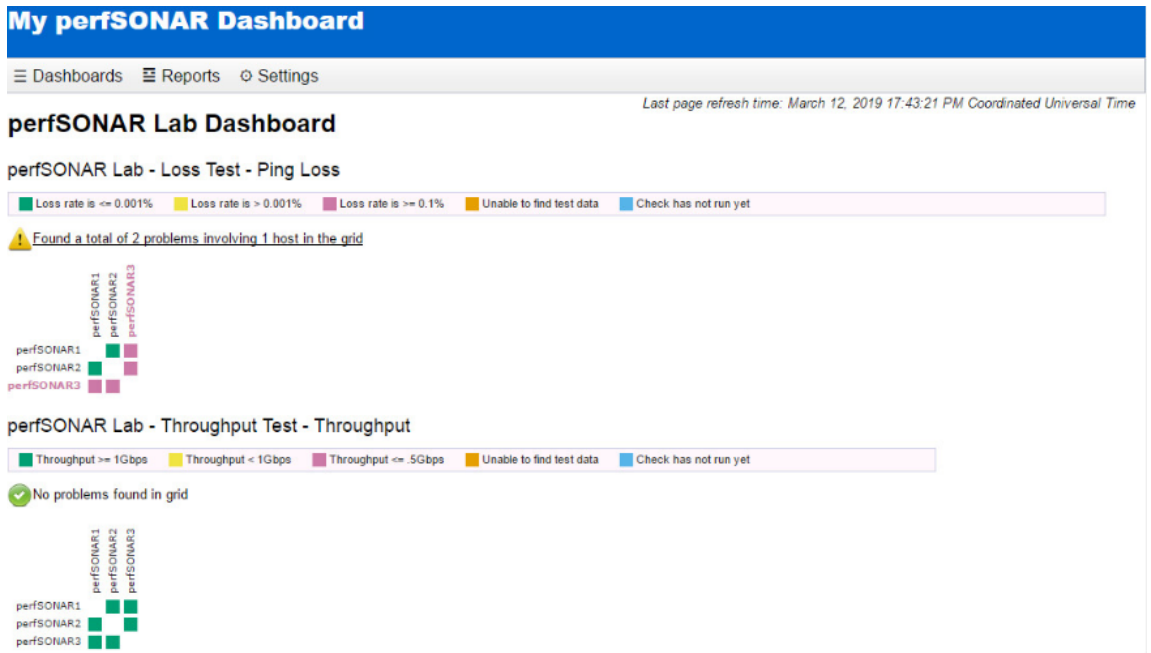 My perfSONAR Dashboard
☰ Dashboards Reports Settings
Last page refresh time: March 12, 2019 17:43:21 PM Coordinated Universal Time
perfSONAR Lab Dashboard
perfSONAR Lab - Loss Test - Ping Loss
Loss rate is <= 0.001% Loss rate is > 0.001% Loss rate is >= 0.1% Unable to find test data Check has not run yet
Found a total of 2 problems involving 1 host in the grid
perfSONAR1 perfSONAR2 perfSONAR3
perfSONAR1
perfSONAR2
perfSONAR3
perfSONAR Lab - Throughput Test - Throughput
Throughput >= 1Gbps Throughput < 1Gbps Throughput <= .5Gbps Unable to find test data Check has not run yet
No problems found in grid
perfSONAR1 perfSONAR2 perfSONAR3
perfSONAR1
perfSONAR2
perfSONAR3